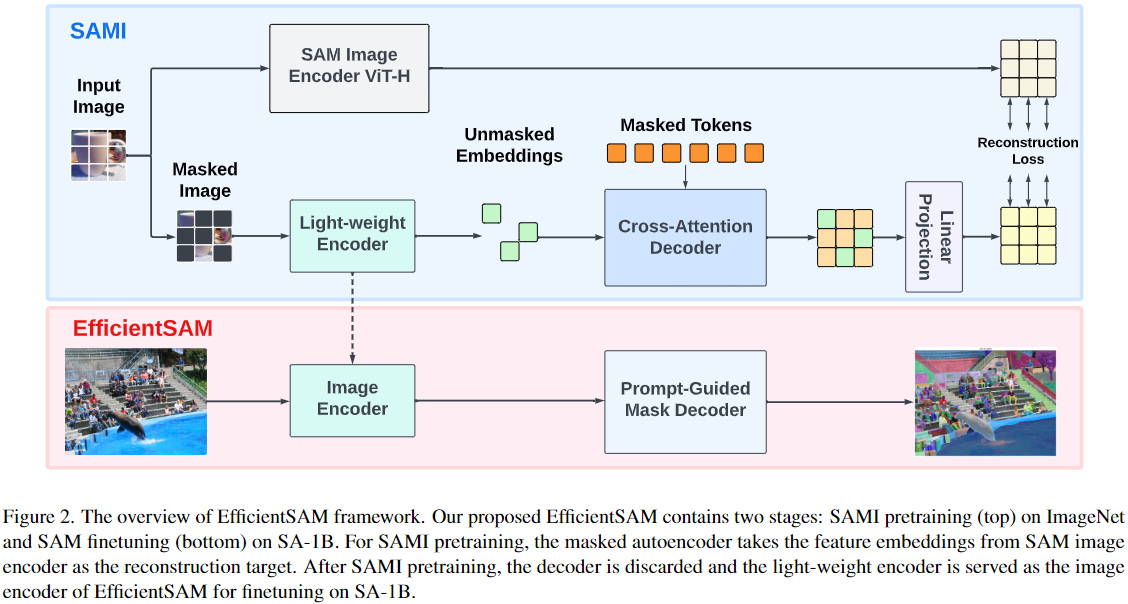 SAMI
SAM Image
Encoder ViT-H
Input
Image
Masked
Image
Light-weight
Encoder
Unmasked
Embeddings
Masked Tokens
Cross-Attention
Decoder
Linear
Projection
Reconstruction
Loss
EfficientSAM
Image
Encoder
Prompt-Guided
Mask Decoder
Figure 2. The overview of EfficientSAM framework. Our proposed EfficientSAM contains two stages: SAMI pretraining (top) on ImageNet
and SAM finetuning (bottom) on SA-1B. For SAMI pretraining, the masked autoencoder takes the feature embeddings from SAM image
encoder as the reconstruction target. After SAMI pretraining, the decoder is discarded and the light-weight encoder is served as the image
encoder of EfficientSAM for finetuning on SA-1B.